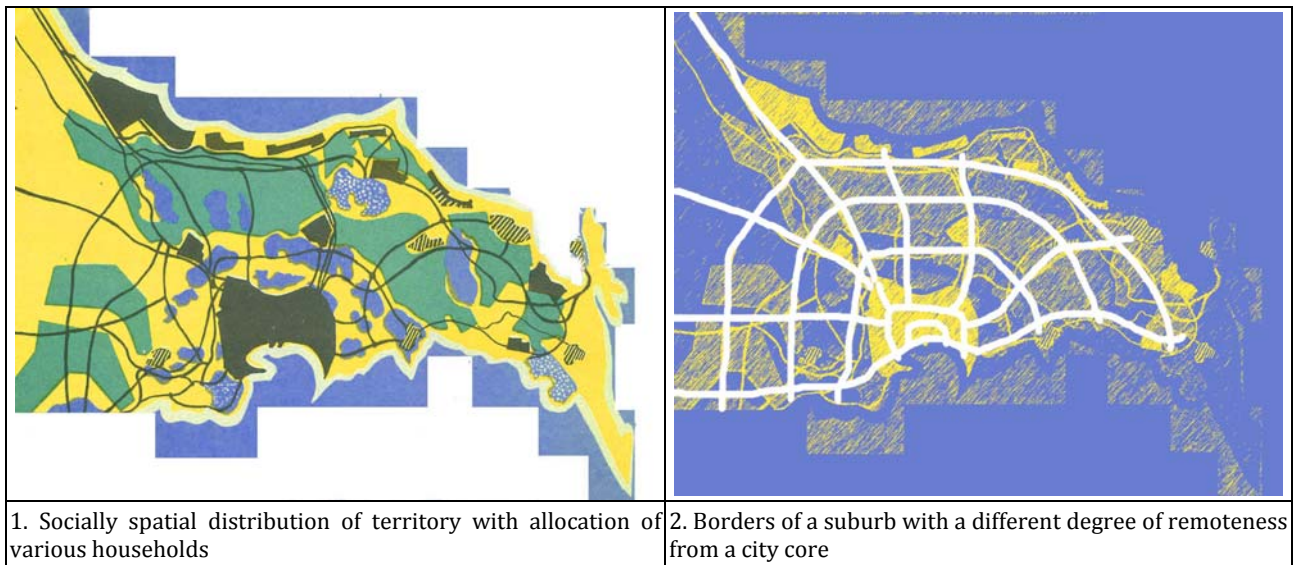 1. Socially spatial distribution of territory with allocation of
various households
2. Borders of a suburb with a different degree of remoteness
from a city core